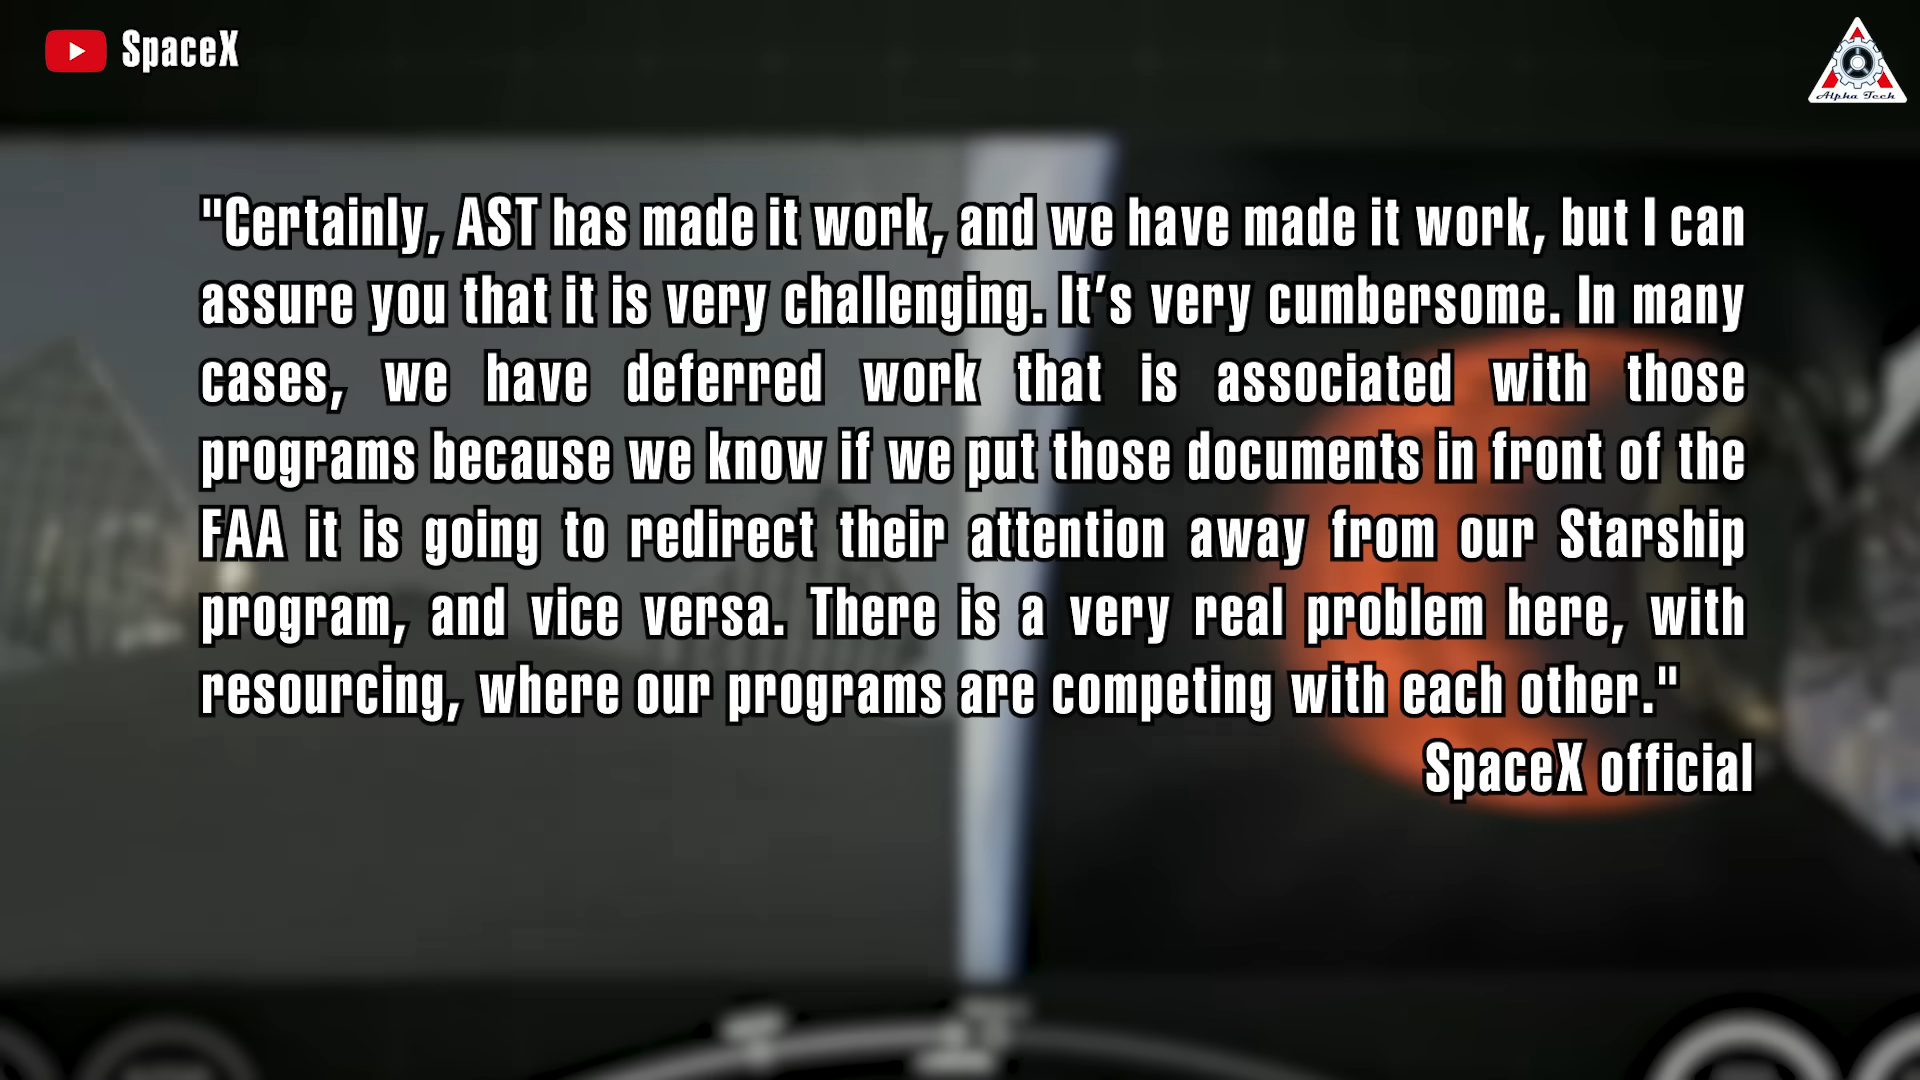 SpaceX
Alpha Tech
"Certainly, AST has made it work, and we have made it work, but I can
assure you that it is very challenging. It’s very cumbersome. In many
cases, we have deferred work that is associated with those
programs because we know if we put those documents in front of the
FAA it is going to redirect their attention away from our Starship
program, and vice versa. There is a very real problem here, with
resourcing, where our programs are competing with each other."
SpaceX official